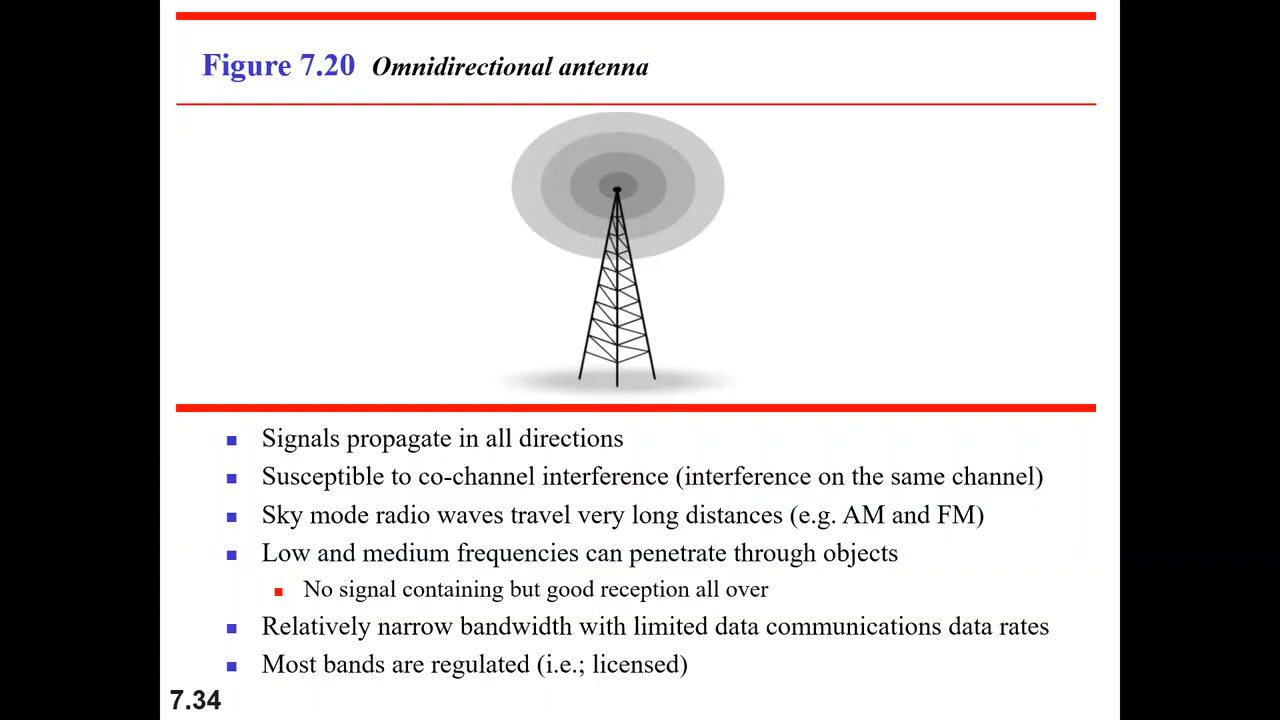 Figure 7.20 Omnidirectional antenna
Signals propagate in all directions
Susceptible to co-channel interference (interference on the same channel)
Sky mode radio waves travel very long distances (e.g. AM and FM)
Low and medium frequencies can penetrate through objects
No signal containing but good reception all over
Relatively narrow bandwidth with limited data communications data rates
Most bands are regulated (i.e.; licensed)
7.34